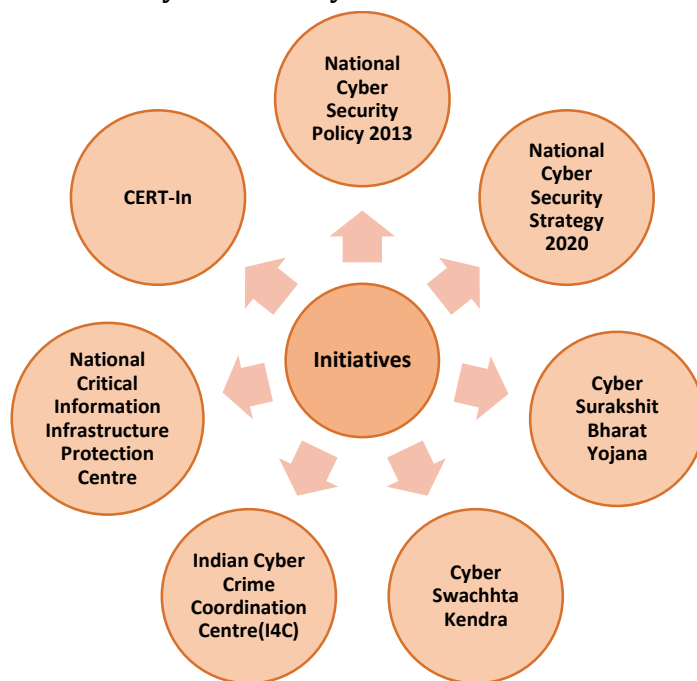 National
Cyber
Security
Policy 2013
National
Cyber
Security
Strategy
2020
Cyber
Surakshit
Bharat
Yojana
Cyber
Swachhta
Kendra
Indian Cyber
Crime
Coordination
Centre(I4C)
National
Critical
Information
Infrastructure
Protection
Centre
CERT-In
Initiatives